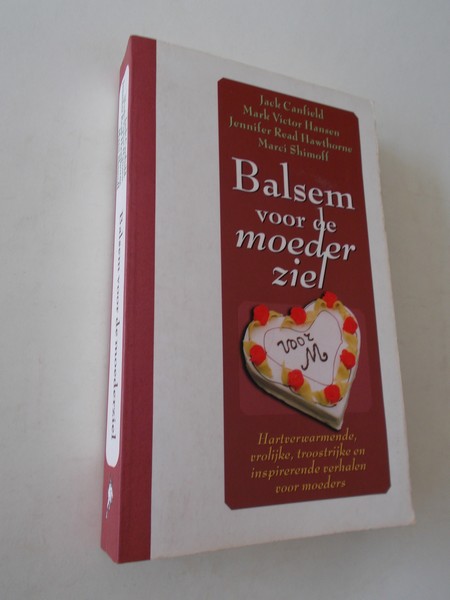 Jack Canfield
Mark Victor Hansen
Jennifer Read Hawthorne
Marci Shimoff
Balsem
voor de
moeder
ziel
voor
M
Hartverwarmende,
vrolijke, troostrijke en
inspirerende verhalen
voor moeders
Balsem voor de moederziel